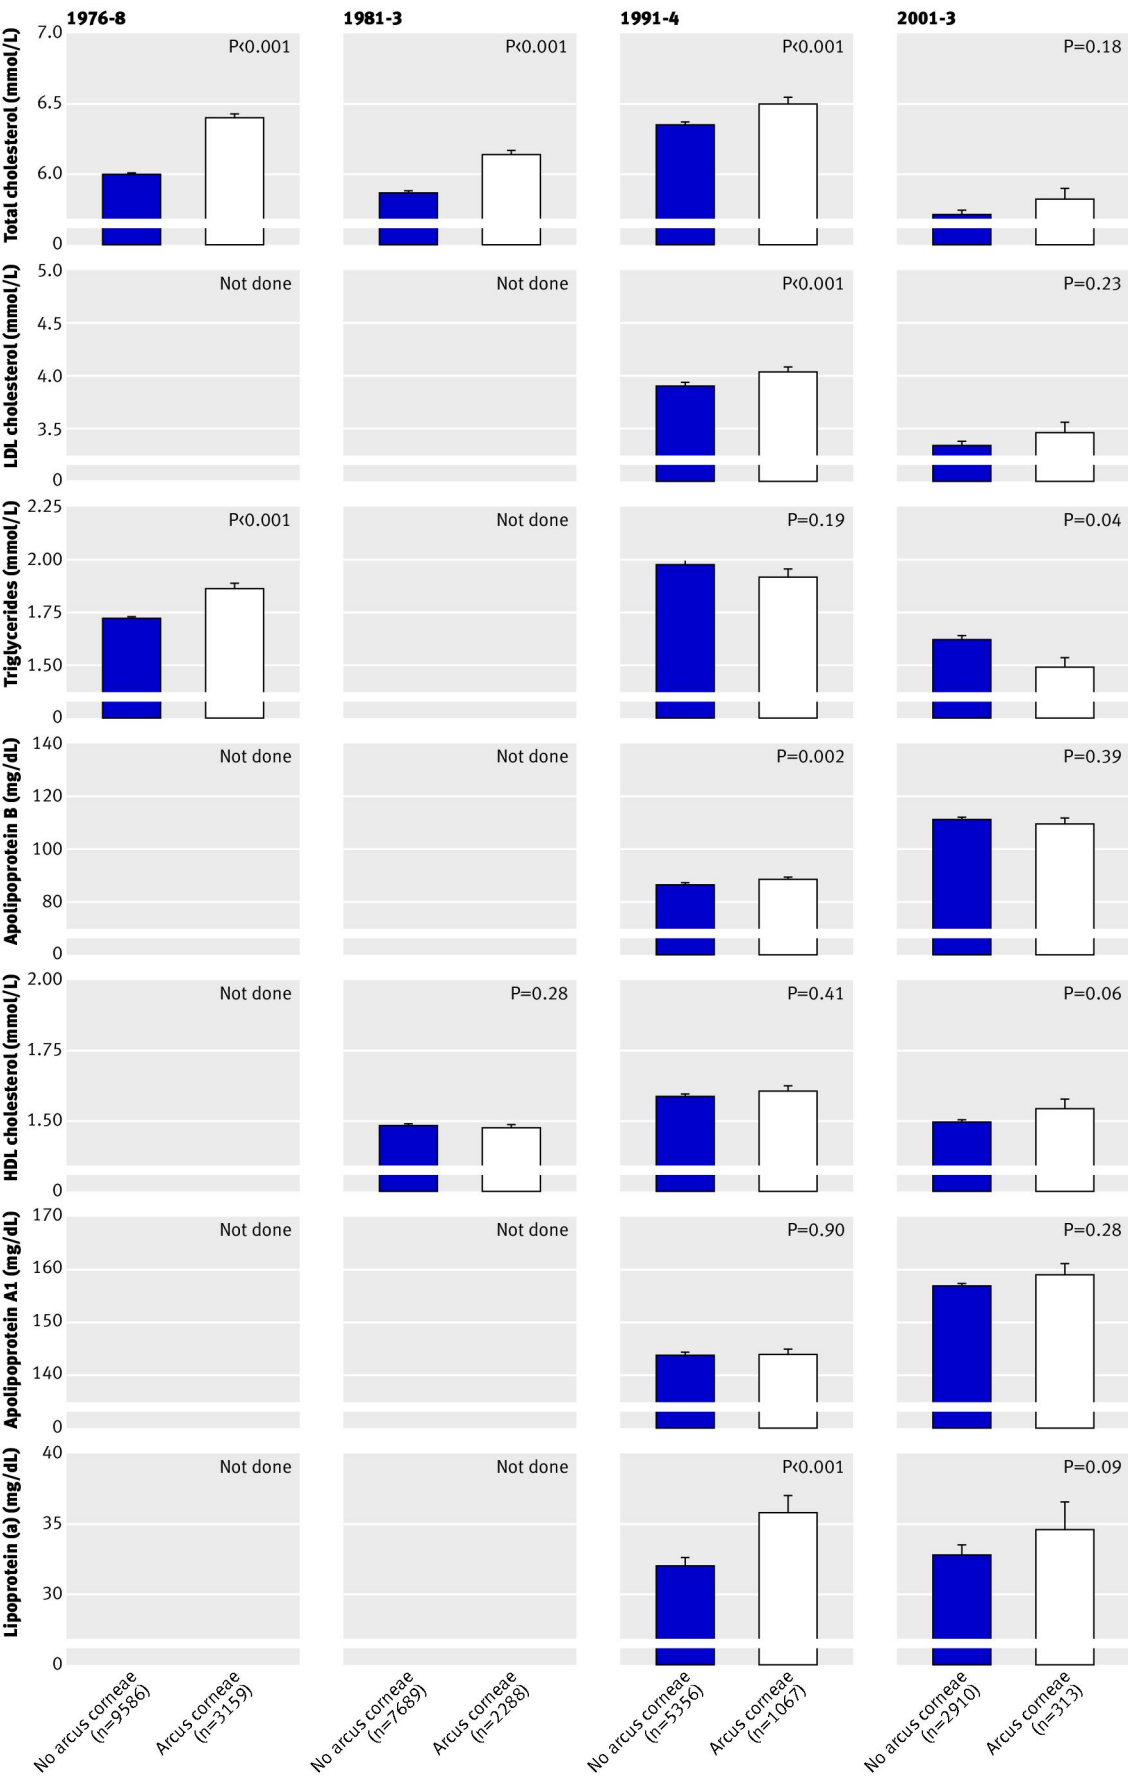 1976-8
1981-3
1991-4
2001-3
Total cholesterol (mmol/L)
7.0
6.5
6.0
0
P<0.001
P<0.001
P<0.001
P=0.18
LDL cholesterol (mmol/L)
5.0
4.5
4.0
3.5
0
Not done
Not done
P<0.001
P=0.23
Triglycerides (mmol/L)
2.25
2.00
1.75
1.50
0
P<0.001
Not done
P=0.19
P=0.04
Apolipoprotein B (mg/dL)
140
120
100
80
0
Not done
Not done
P=0.002
P=0.39
HDL cholesterol (mmol/L)
2.00
1.75
1.50
0
Not done
P=0.28
P=0.41
P=0.06
Apolipoprotein A1 (mg/dL)
170
160
150
140
0
Not done
Not done
P=0.90
P=0.28
Lipoprotein (a) (mg/dL)
40
35
30
0
Not done
Not done
P<0.001
P=0.09
No arcus corneae
(n=9586)
Arcus corneae
(n=3159)
No arcus corneae
(n=7689)
Arcus corneae
(n=2288)
No arcus corneae
(n=5356)
Arcus corneae
(n=1067)
No arcus corneae
(n=2910)
Arcus corneae
(n=313)